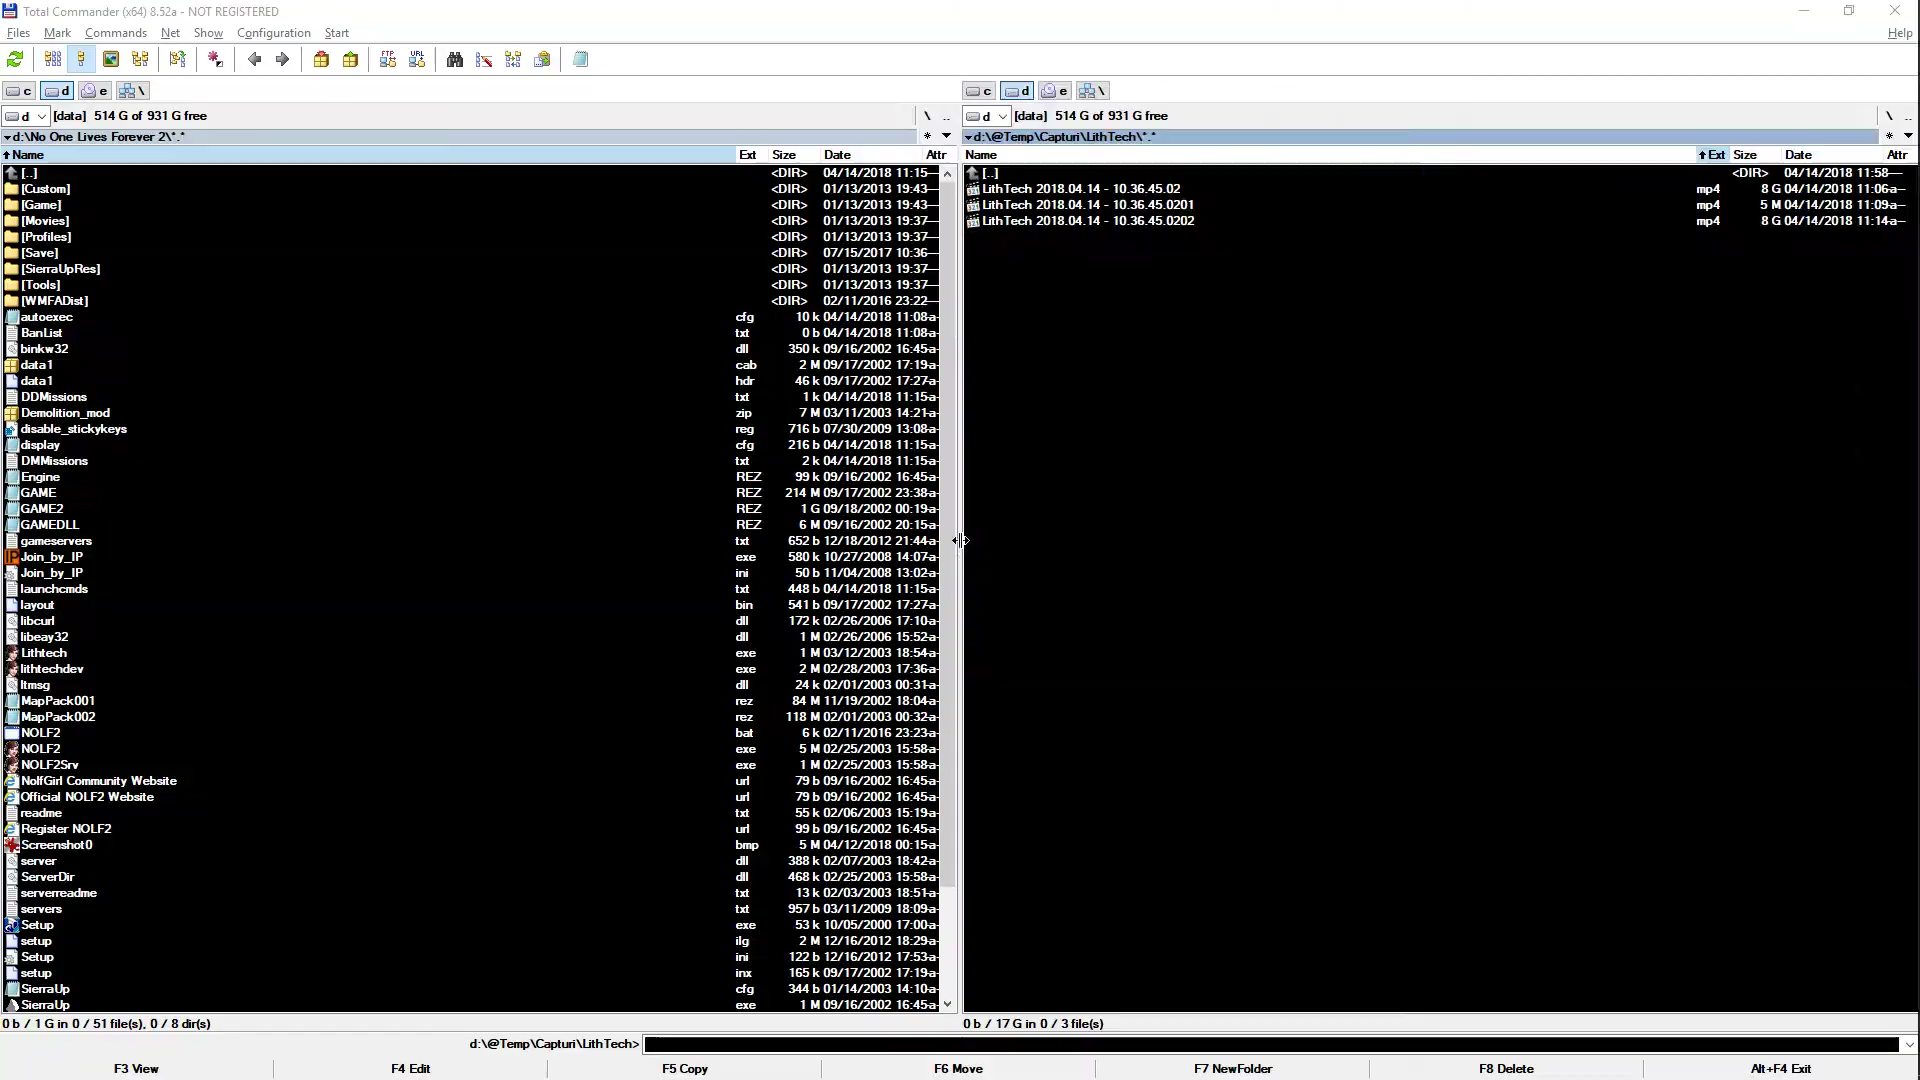 Total Commander (x64) 8.52a - NOT REGISTERED
Files Mark Commands Net Show Configuration Start Help
FTP URL
c d e \ c d e \
d [data] 514 G of 931 G free \ .. d [data] 514 G of 931 G free \ ..
d:\No One Lives Forever 2\*.* * d:\@Temp\Capturi\LithTech\*.* *
Name Ext Size Date Attr Name Ext Size Date Attr
[..] <DIR> 04/14/2018 11:15— [..] <DIR> 04/14/2018 11:58—
[Custom] <DIR> 01/13/2013 19:43— LithTech 2018.04.14 - 10.36.45.02 mp4 8 G 04/14/2018 11:06-a--
[Game] <DIR> 01/13/2013 19:43— LithTech 2018.04.14 - 10.36.45.0201 mp4 5 M 04/14/2018 11:09-a--
[Movies] <DIR> 01/13/2013 19:37— LithTech 2018.04.14 - 10.36.45.0202 mp4 8 G 04/14/2018 11:14-a--
[Profiles] <DIR> 01/13/2013 19:37—
[Save] <DIR> 07/15/2017 10:36—
[SierraUpRes] <DIR> 01/13/2013 19:37—
[Tools] <DIR> 01/13/2013 19:37—
[WMFADist] <DIR> 02/11/2016 23:22—
autoexec cfg 10 k 04/14/2018 11:08-a-
BanList txt 0 b 04/14/2018 11:08-a-
binkw32 dll 350 k 09/16/2002 16:45-a-
data1 cab 2 M 09/17/2002 17:19-a-
data1 hdr 46 k 09/17/2002 17:27-a-
DDMissions txt 1 k 04/14/2018 11:15-a-
Demolition_mod zip 7 M 03/11/2003 14:21-a-
disable_stickykeys reg 716 b 07/30/2009 13:08-a-
display cfg 216 b 04/14/2018 11:15-a-
DMMissions txt 2 k 04/14/2018 11:15-a-
Engine REZ 99 k 09/16/2002 16:45-a-
GAME REZ 214 M 09/17/2002 23:38-a-
GAME2 REZ 1 G 09/18/2002 00:19-a-
GAMEDLL REZ 6 M 09/16/2002 20:15-a-
gameservers txt 652 b 12/18/2012 21:44-a-
Join_by_IP exe 580 k 10/27/2008 14:07-a-
Join_by_IP ini 50 b 11/04/2008 13:02-a-
launchcmds txt 448 b 04/14/2018 11:15-a-
layout bin 541 b 09/17/2002 17:27-a-
libcurl dll 172 k 02/26/2006 17:10-a-
libeay32 dll 1 M 02/26/2006 15:52-a-
Lithtech exe 1 M 03/12/2003 18:54-a-
lithtechdev exe 2 M 02/28/2003 17:36-a-
ltmsg dll 24 k 02/01/2003 00:31-a-
MapPack001 rez 84 M 11/19/2002 18:04-a-
MapPack002 rez 118 M 02/01/2003 00:32-a-
NOLF2 bat 6 k 02/11/2016 23:23-a-
NOLF2 exe 5 M 02/25/2003 15:58-a-
NOLF2Srv exe 1 M 02/25/2003 15:58-a-
NolfGirl Community Website url 79 b 09/16/2002 16:45-a-
Official NOLF2 Website url 79 b 09/16/2002 16:45-a-
readme txt 55 k 02/06/2003 15:19-a-
Register NOLF2 url 99 b 09/16/2002 16:45-a-
Screenshot0 bmp 5 M 04/12/2018 00:15-a-
server dll 388 k 02/07/2003 18:42-a-
ServerDir dll 468 k 02/25/2003 15:58-a-
serverreadme txt 13 k 02/03/2003 18:51-a-
servers txt 957 b 03/11/2009 18:09-a-
Setup exe 53 k 10/05/2000 17:00-a-
setup ilg 2 M 12/16/2012 18:29-a-
Setup ini 122 b 12/16/2012 17:53-a-
setup inx 165 k 09/17/2002 17:19-a-
SierraUp cfg 344 b 01/14/2003 14:10-a-
SierraUp exe 1 M 09/16/2002 16:45-a-
0 b / 1 G in 0 / 51 file(s), 0 / 8 dir(s) 0 b / 17 G in 0 / 3 file(s)
d:\@Temp\Capturi\LithTech>
F3 View F4 Edit F5 Copy F6 Move F7 NewFolder F8 Delete Alt+F4 Exit